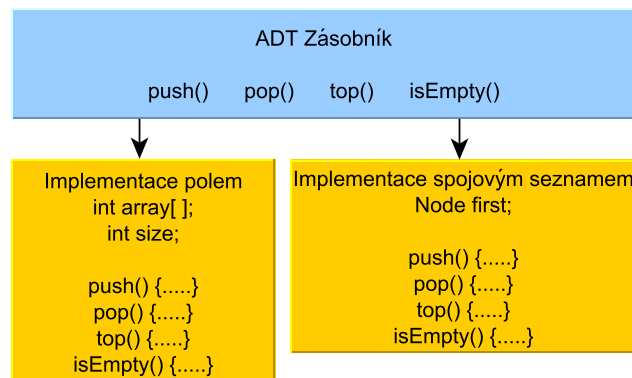 ADT Zásobník
push() pop() top() isEmpty()
Implementace polem
int array[ ];
int size;
push() {.....}
pop() {.....}
top() {.....}
isEmpty() {.....}
Implementace spojovým seznamem
Node first;
push() {.....}
pop() {.....}
top() {.....}
isEmpty() {.....}